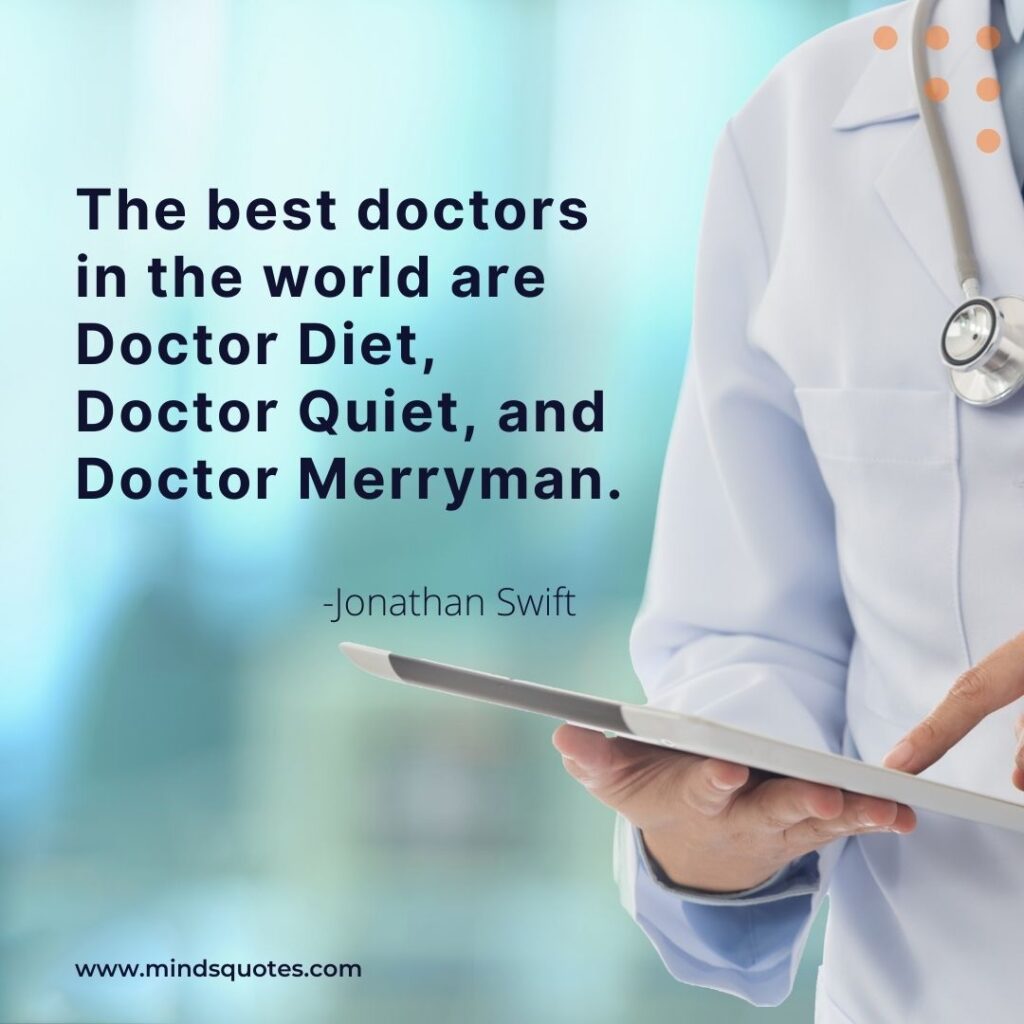 The best doctors
in the world are
Doctor Diet,
Doctor Quiet, and
Doctor Merryman.
-Jonathan Swift
www.mindsquotes.com